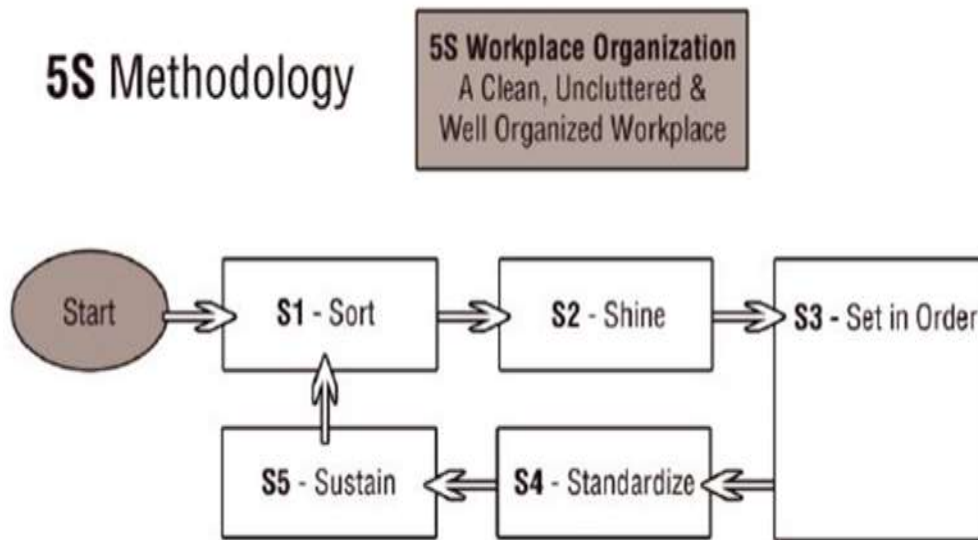 5S Methodology
5S Workplace Organization
A Clean, Uncluttered &
Well Organized Workplace
Start
S1 - Sort
S2 - Shine
S3 - Set in Order
S5 - Sustain
S4 - Standardize